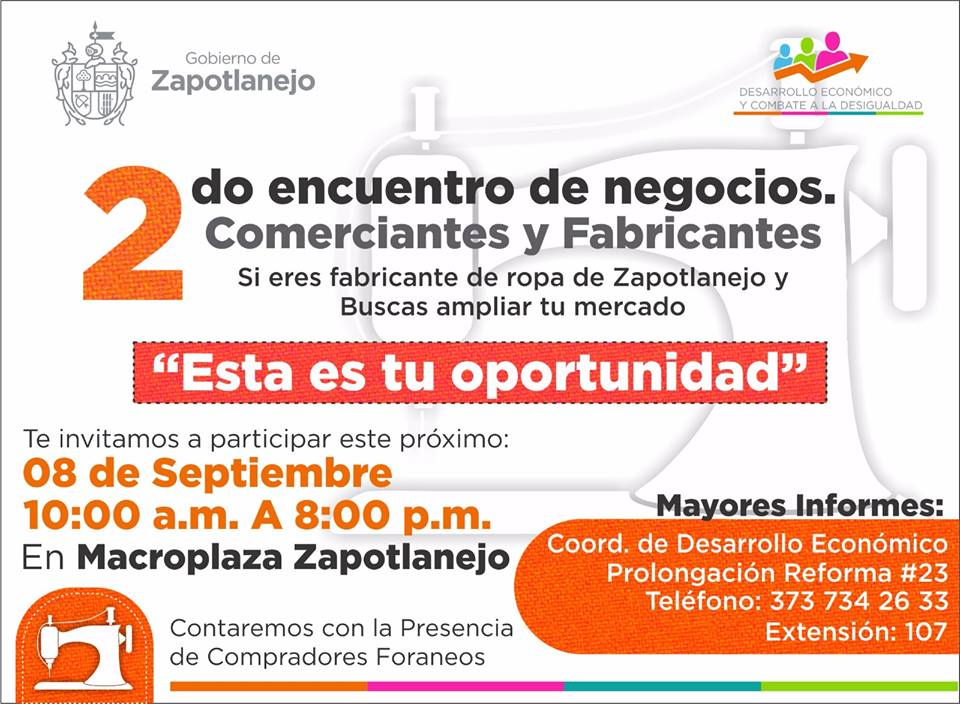 Gobierno de
Zapotlanejo
DESARROLLO ECONÓMICO
Y COMBATE A LA DESIGUALDAD
2do encuentro de negocios.
Comerciantes y Fabricantes
Si eres fabricante de ropa de Zapotlanejo y
Buscas ampliar tu mercado
“Esta es tu oportunidad”
Te invitamos a participar este próximo:
08 de Septiembre
10:00 a.m. A 8:00 p.m.
En Macroplaza Zapotlanejo
Mayores Informes:
Coord. de Desarrollo Económico
Prolongación Reforma #23
Teléfono: 373 734 26 33
Extensión: 107
Contaremos con la Presencia
de Compradores Foraneos